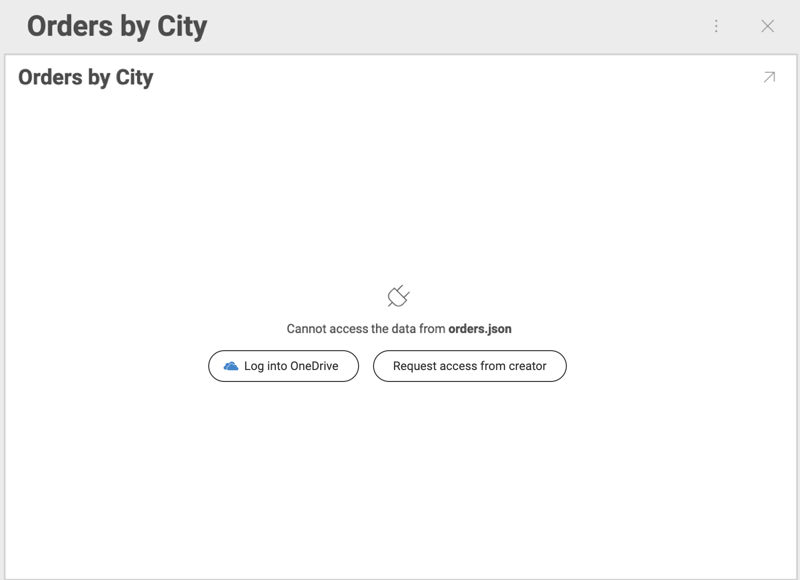 Orders by City
Orders by City
Cannot access the data from orders.json
Log into OneDrive
Request access from creator